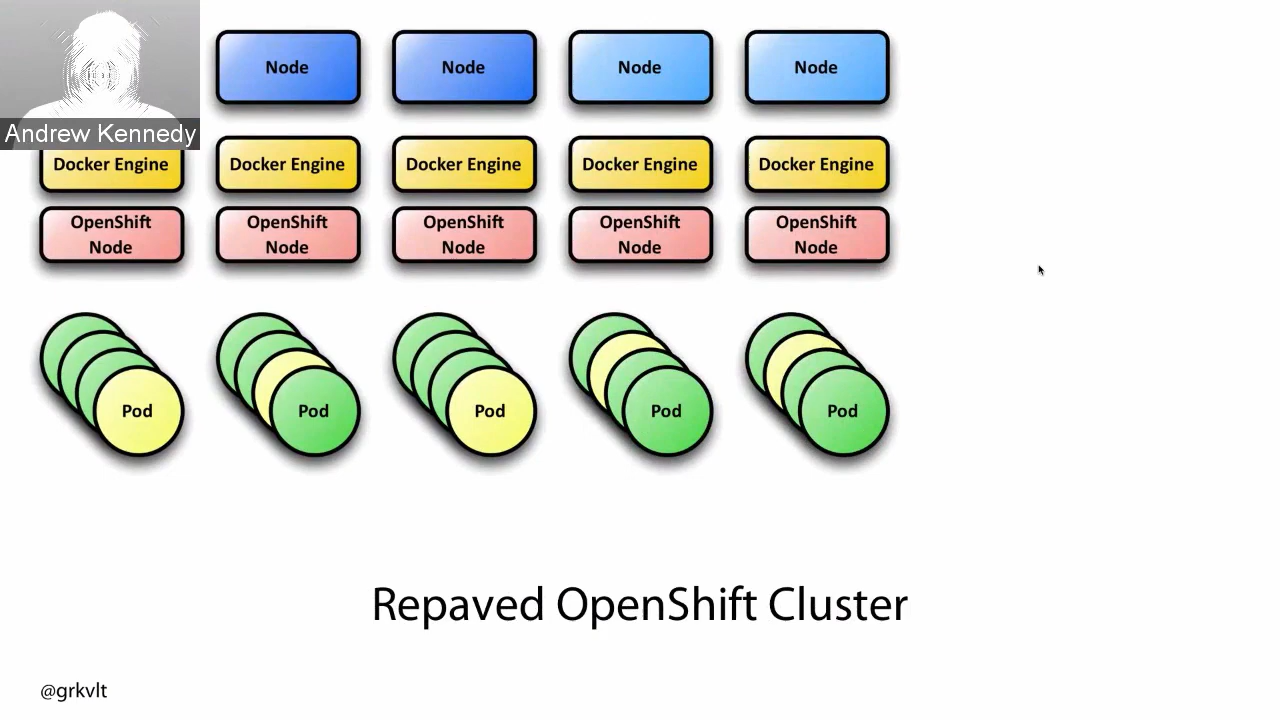 Node Node Node Node
Andrew Kennedy
Docker Engine Docker Engine Docker Engine Docker Engine Docker Engine
OpenShift OpenShift OpenShift OpenShift OpenShift
Node Node Node Node Node
Pod Pod Pod Pod Pod
Repaved OpenShift Cluster
@grkvlt